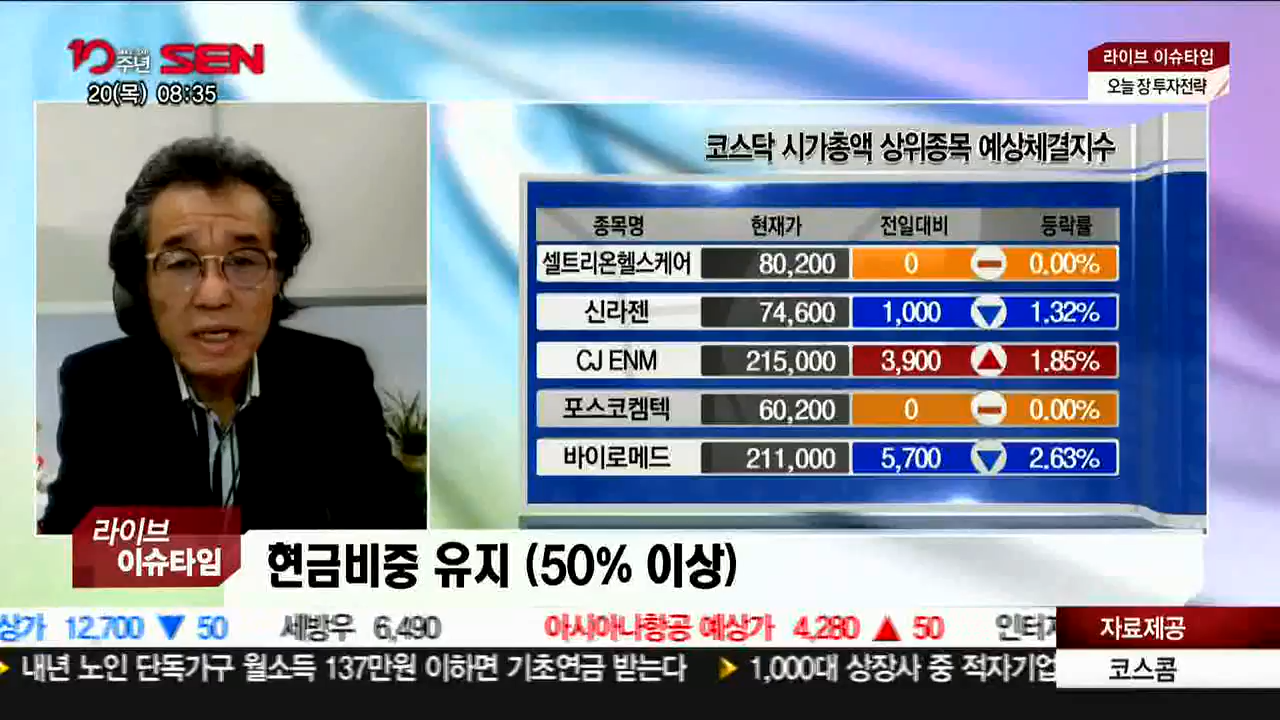 10주년 SEN
20(목) 08:35
라이브 이슈타임
오늘 장 투자전략
코스닥 시가총액 상위종목 예상체결지수
종목명 현재가 전일대비 등락률
셀트리온헬스케어 80,200 0 0.00%
신라젠 74,600 1,000 ▼ 1.32%
CJ ENM 215,000 3,900 ▲ 1.85%
포스코켐텍 60,200 0 0.00%
바이로메드 211,000 5,700 ▼ 2.63%
라이브
이슈타임
현금비중 유지 (50% 이상)
상가 12,700 ▼ 50 세방우 6,490 아시아나항공 예상가 4,280 ▲ 50 인터
자료제공
내년 노인 단독가구 월소득 137만원 이하면 기초연금 받는다 1,000대 상장사 중 적자기업
코스콤